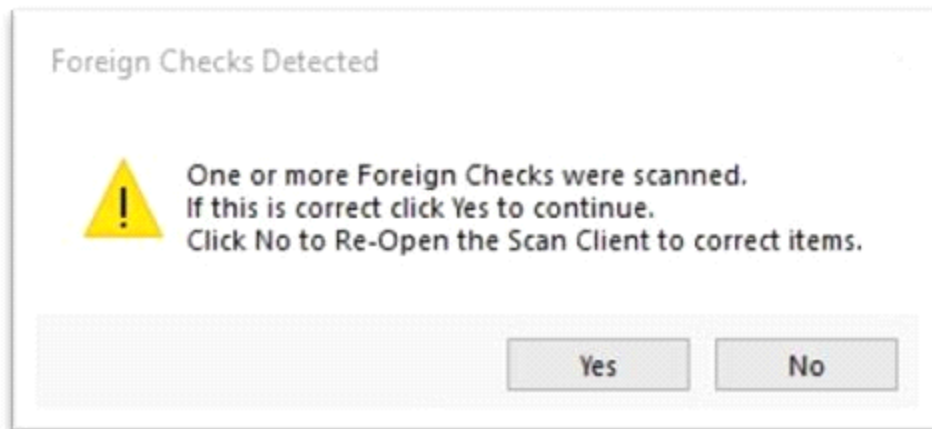 Foreign Checks Detected
One or more Foreign Checks were scanned.
If this is correct click Yes to continue.
Click No to Re-Open the Scan Client to correct items.
Yes
No